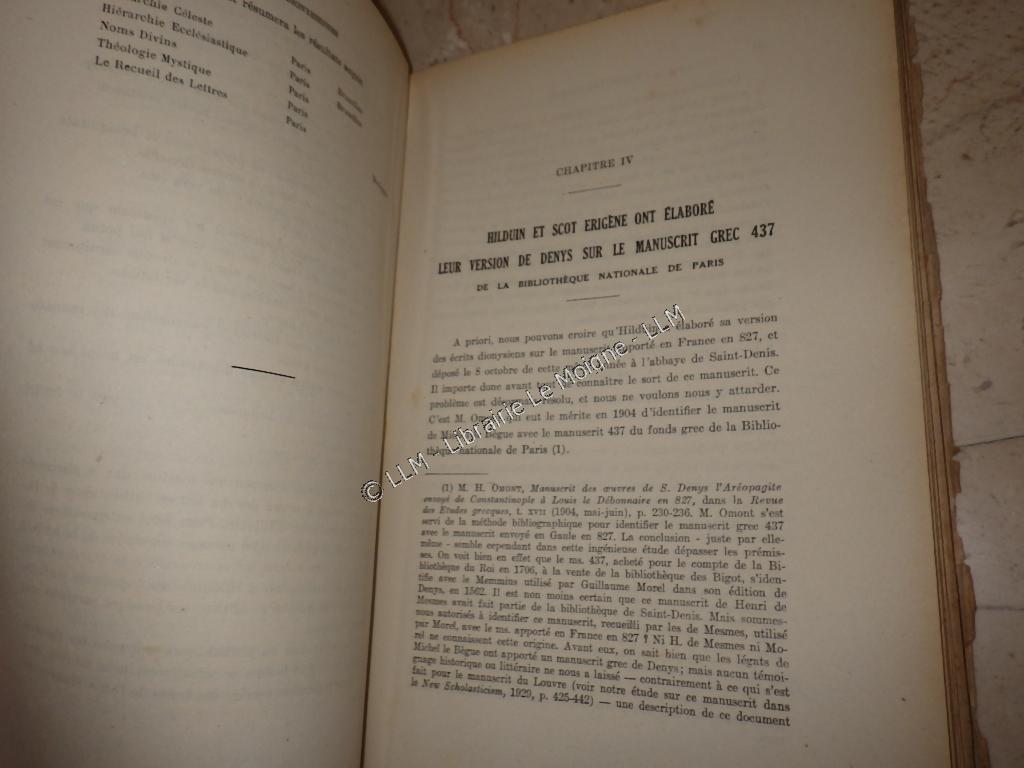 résumera les résultats acquis
Céleste
Hiérarchie Ecclésiastique Paris
Noms Divins Paris Bruxelles
Théologie Mystique Paris Bruxelles
Le Recueil des Lettres Paris
Paris
CHAPITRE IV
HILDUIN ET SCOT ERIGÈNE ONT ÉLABORÉ
LEUR VERSION DE DENYS SUR LE MANUSCRIT GREC 437
DE LA BIBLIOTHÈQUE NATIONALE DE PARIS
A priori, nous pouvons croire qu'Hilduin élaboré sa version
des écrits dionysiens sur le manuscrit apporté en France en 827, et
déposé le 8 octobre de cette année à l'abbaye de Saint-Denis.
Il importe donc avant tout de connaître le sort de ce manuscrit. Ce
problème est résolu, et nous ne voulons nous y attarder.
C'est M. Omont qui eut le mérite en 1904 d'identifier le manuscrit
de Bègue avec le manuscrit 437 du fonds grec de la Biblio-
thèque nationale de Paris (1).
(1) M. H. OMONT, Manuscrit des œuvres de S. Denys l'Aréopagite
envoyé de Constantinople à Louis le Débonnaire en 827, dans la Revue
des Etudes grecques, t. XVII (1904, mai-juin), p. 230-236. M. Omont s'est
servi de la méthode bibliographique pour identifier le manuscrit grec 437
avec le manuscrit envoyé en Gaule en 827. La conclusion - juste par elle-
même - semble cependant dans cette ingénieuse étude dépasser les prémis-
ses. On voit bien en effet que le ms. 437, acheté pour le compte de la Bi-
bliothèque du Roi en 1706, à la vente de la bibliothèque des Bigot, s'iden-
tifie avec le Memmius utilisé par Guillaume Morel dans son édition de
Denys, en 1562. Il est non moins certain que ce manuscrit de Henri de
Mesmes avait fait partie de la bibliothèque de Saint-Denis. Mais sommes-
nous autorisés à identifier ce manuscrit, recueilli par les de Mesmes, utilisé
par Morel, avec le ms. apporté en France en 827 ? Ni H. de Mesmes ni Mo-
rel ne connaissent cette origine. Avant eux, on sait bien que les légats de
Michel le Bègue ont apporté un manuscrit grec de Denys; mais aucun témoi-
gnage historique ou littéraire ne nous a laissé — contrairement à ce qui s'est
fait pour le manuscrit du Louvre (voir notre étude sur ce manuscrit dans
le New Scholasticism, 1929, p. 425-442) — une description de ce document
© LLM - Librairie Le Moigne - LLM